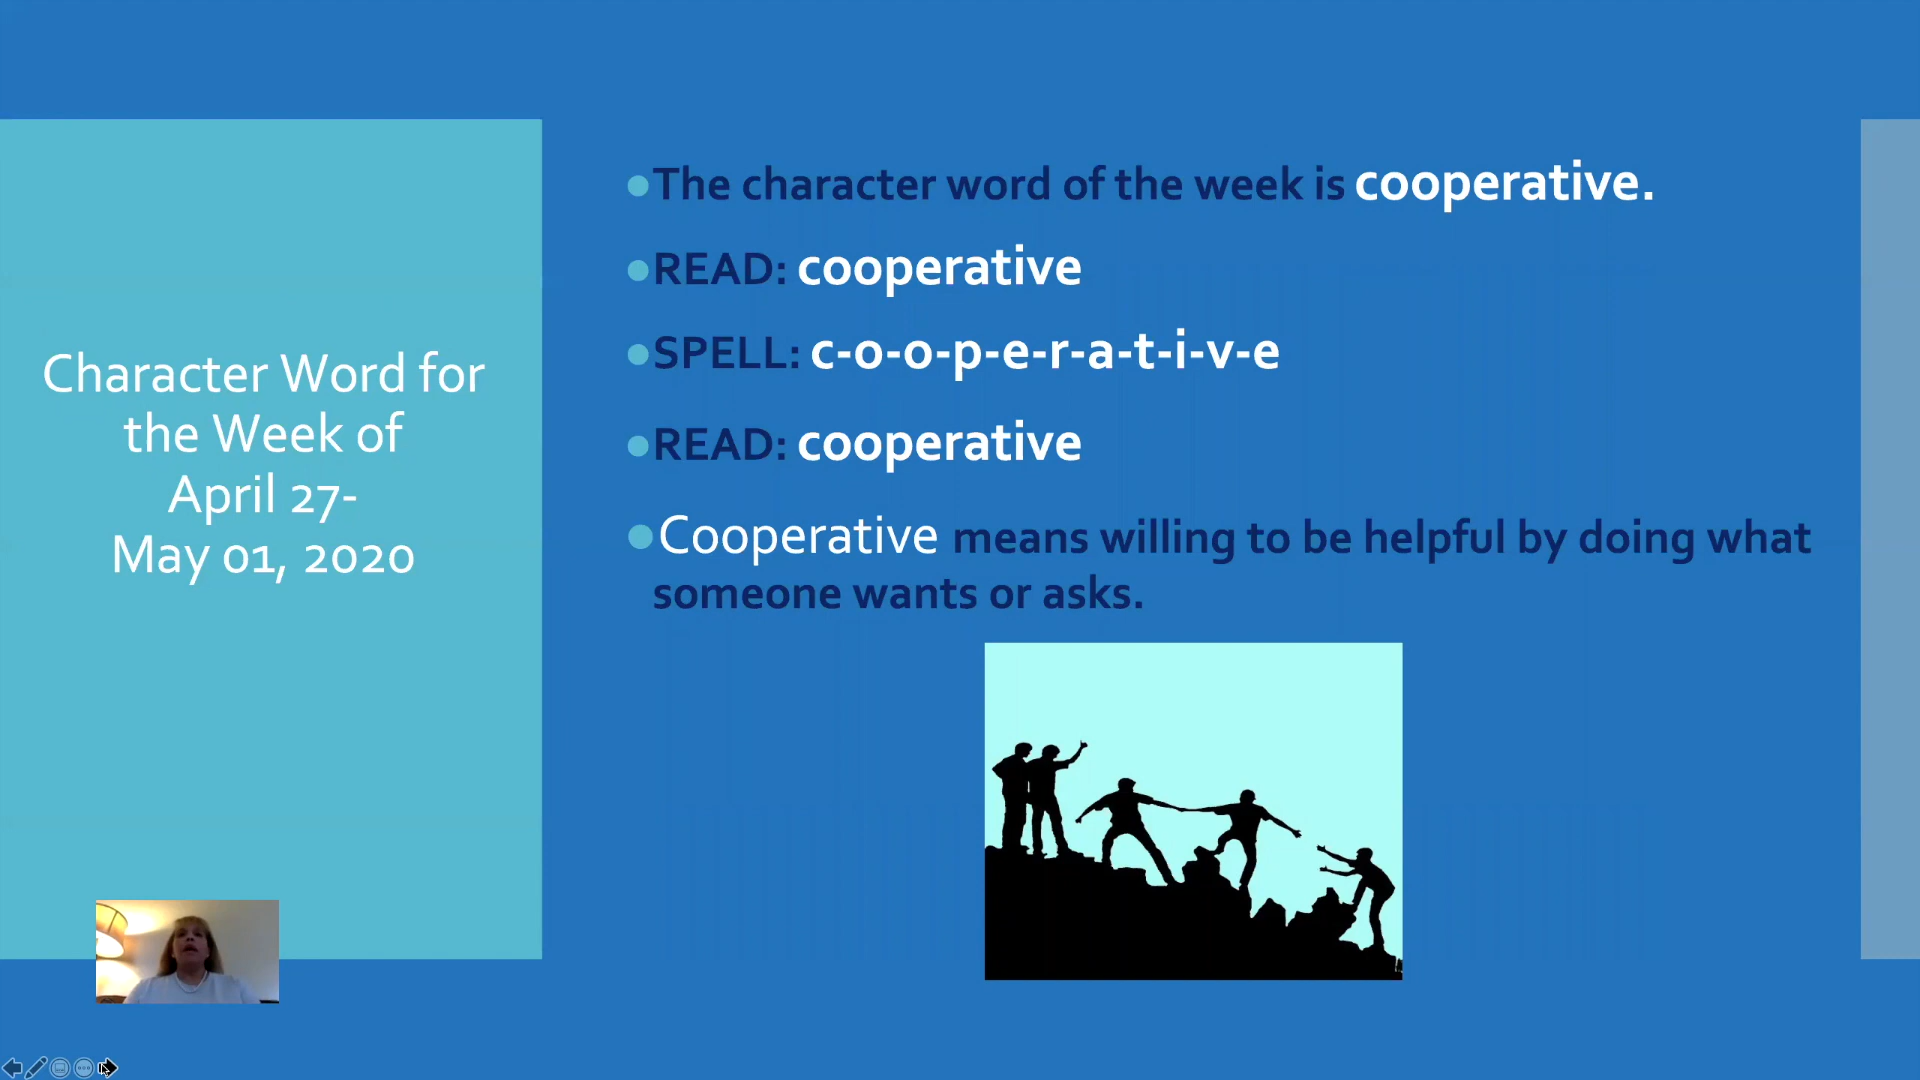 Character Word for
the Week of
April 27-
May 01, 2020
The character word of the week is cooperative.
READ: cooperative
SPELL: c-o-o-p-e-r-a-t-i-v-e
READ: cooperative
Cooperative means willing to be helpful by doing what
someone wants or asks.